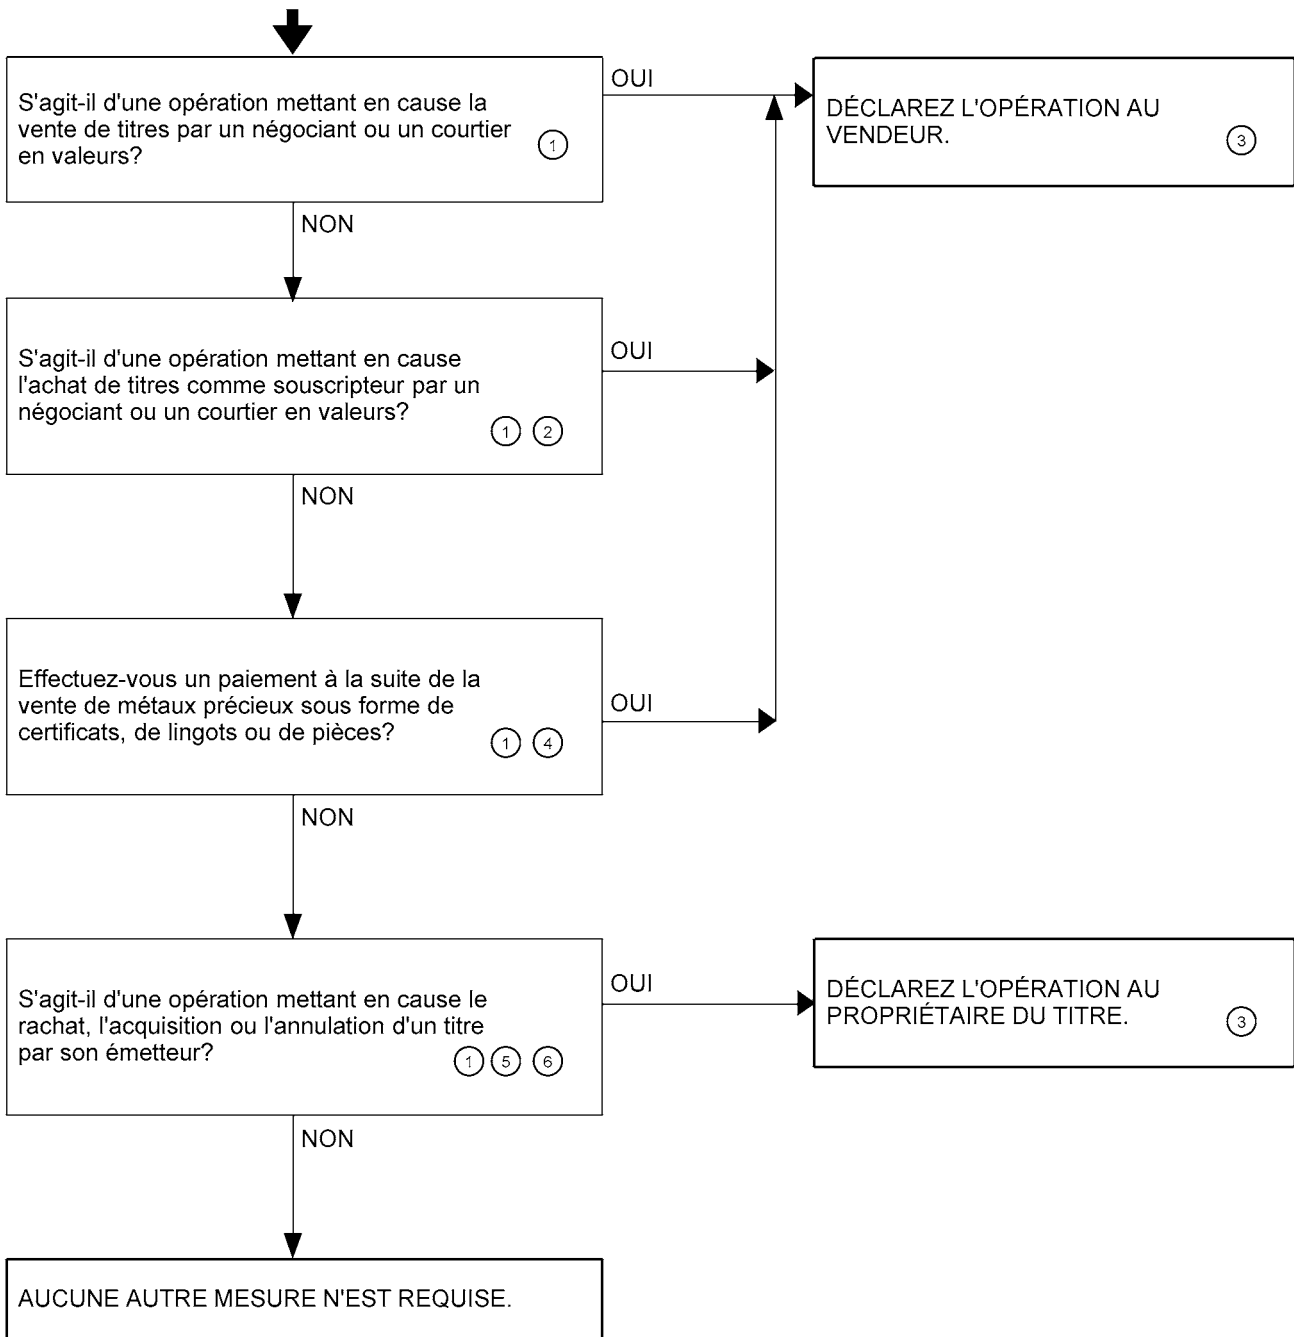 S'agit-il d'une opération mettant en cause la
vente de titres par un négociant ou un courtier
en valeurs?
1
OUI
DÉCLAREZ L'OPÉRATION AU
VENDEUR.
3
NON
S'agit-il d'une opération mettant en cause
l'achat de titres comme souscripteur par un
négociant ou un courtier en valeurs?
1 2
OUI
NON
Effectuez-vous un paiement à la suite de la
vente de métaux précieux sous forme de
certificats, de lingots ou de pièces?
1 4
OUI
NON
S'agit-il d'une opération mettant en cause le
rachat, l'acquisition ou l'annulation d'un titre
par son émetteur?
1 5 6
OUI
DÉCLAREZ L'OPÉRATION AU
PROPRIÉTAIRE DU TITRE.
3
NON
AUCUNE AUTRE MESURE N'EST REQUISE.